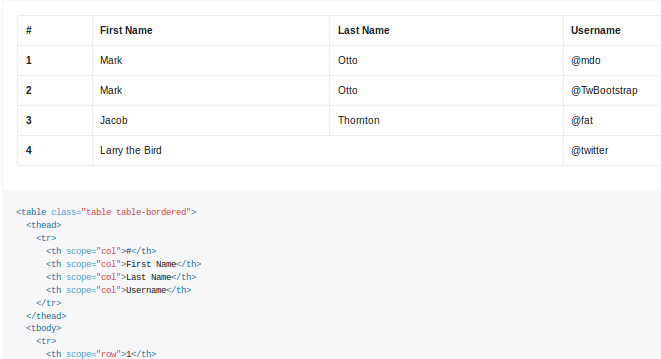 # First Name Last Name Username
1 Mark Otto @mdo
2 Mark Otto @TwBootstrap
3 Jacob Thornton @fat
4 Larry the Bird @twitter
<table class="table table-bordered">
  <thead>
    <tr>
      <th scope="col">#</th>
      <th scope="col">First Name</th>
      <th scope="col">Last Name</th>
      <th scope="col">Username</th>
    </tr>
  </thead>
  <tbody>
    <tr>
      <th scope="row">1</th>